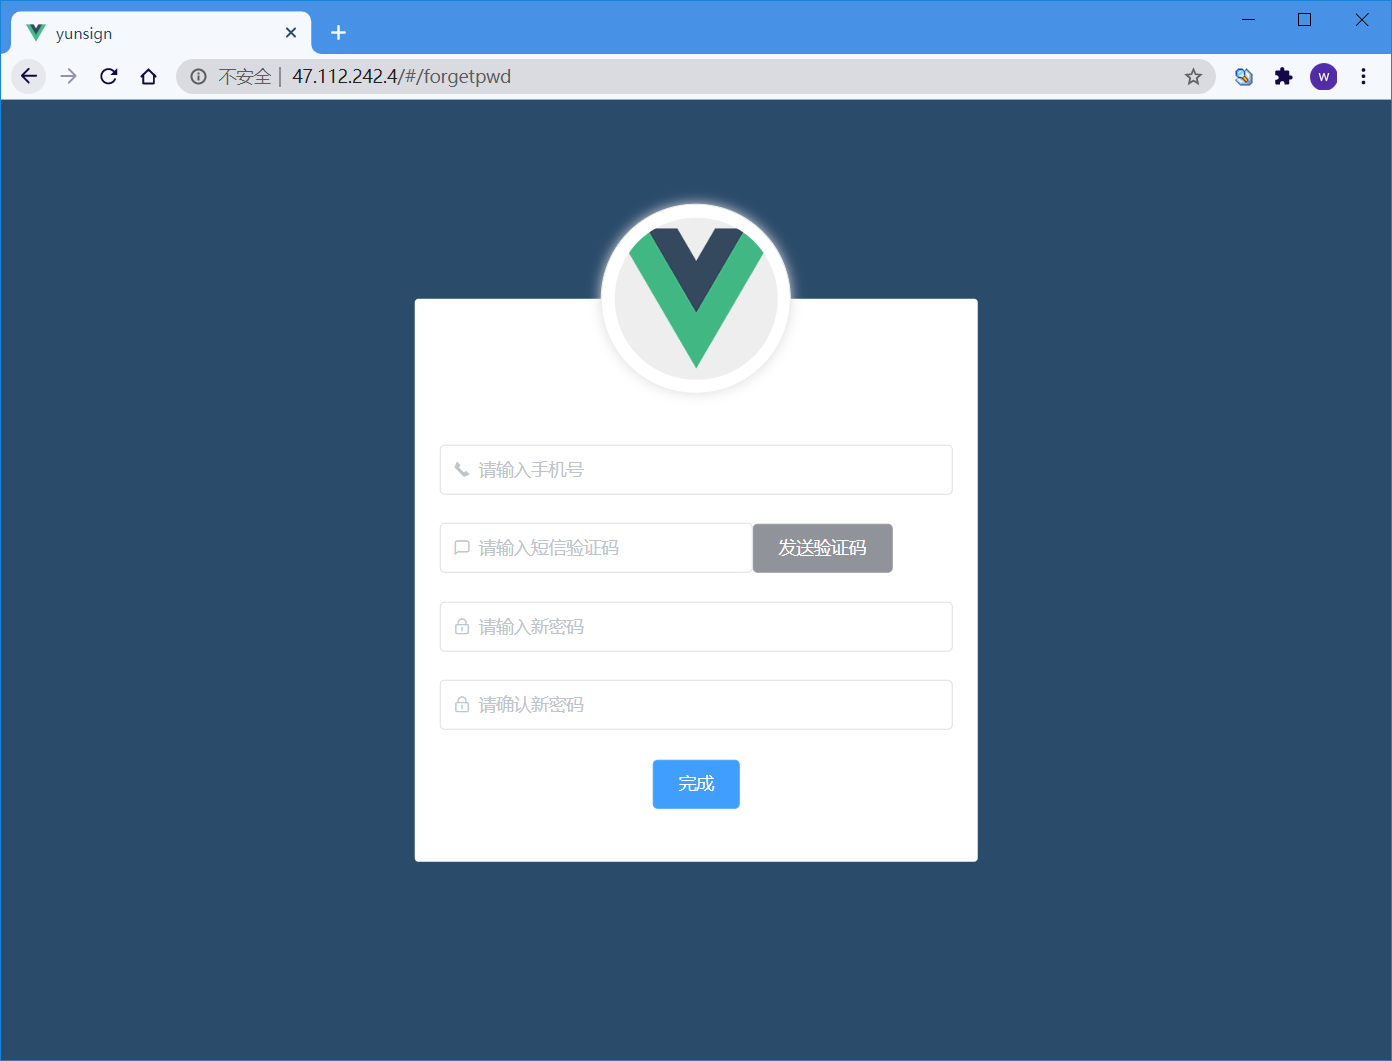 yunsign
不安全 | 47.112.242.4/#/forgetpwd
W
请输入手机号
请输入短信验证码 发送验证码
请输入新密码
请确认新密码
完成